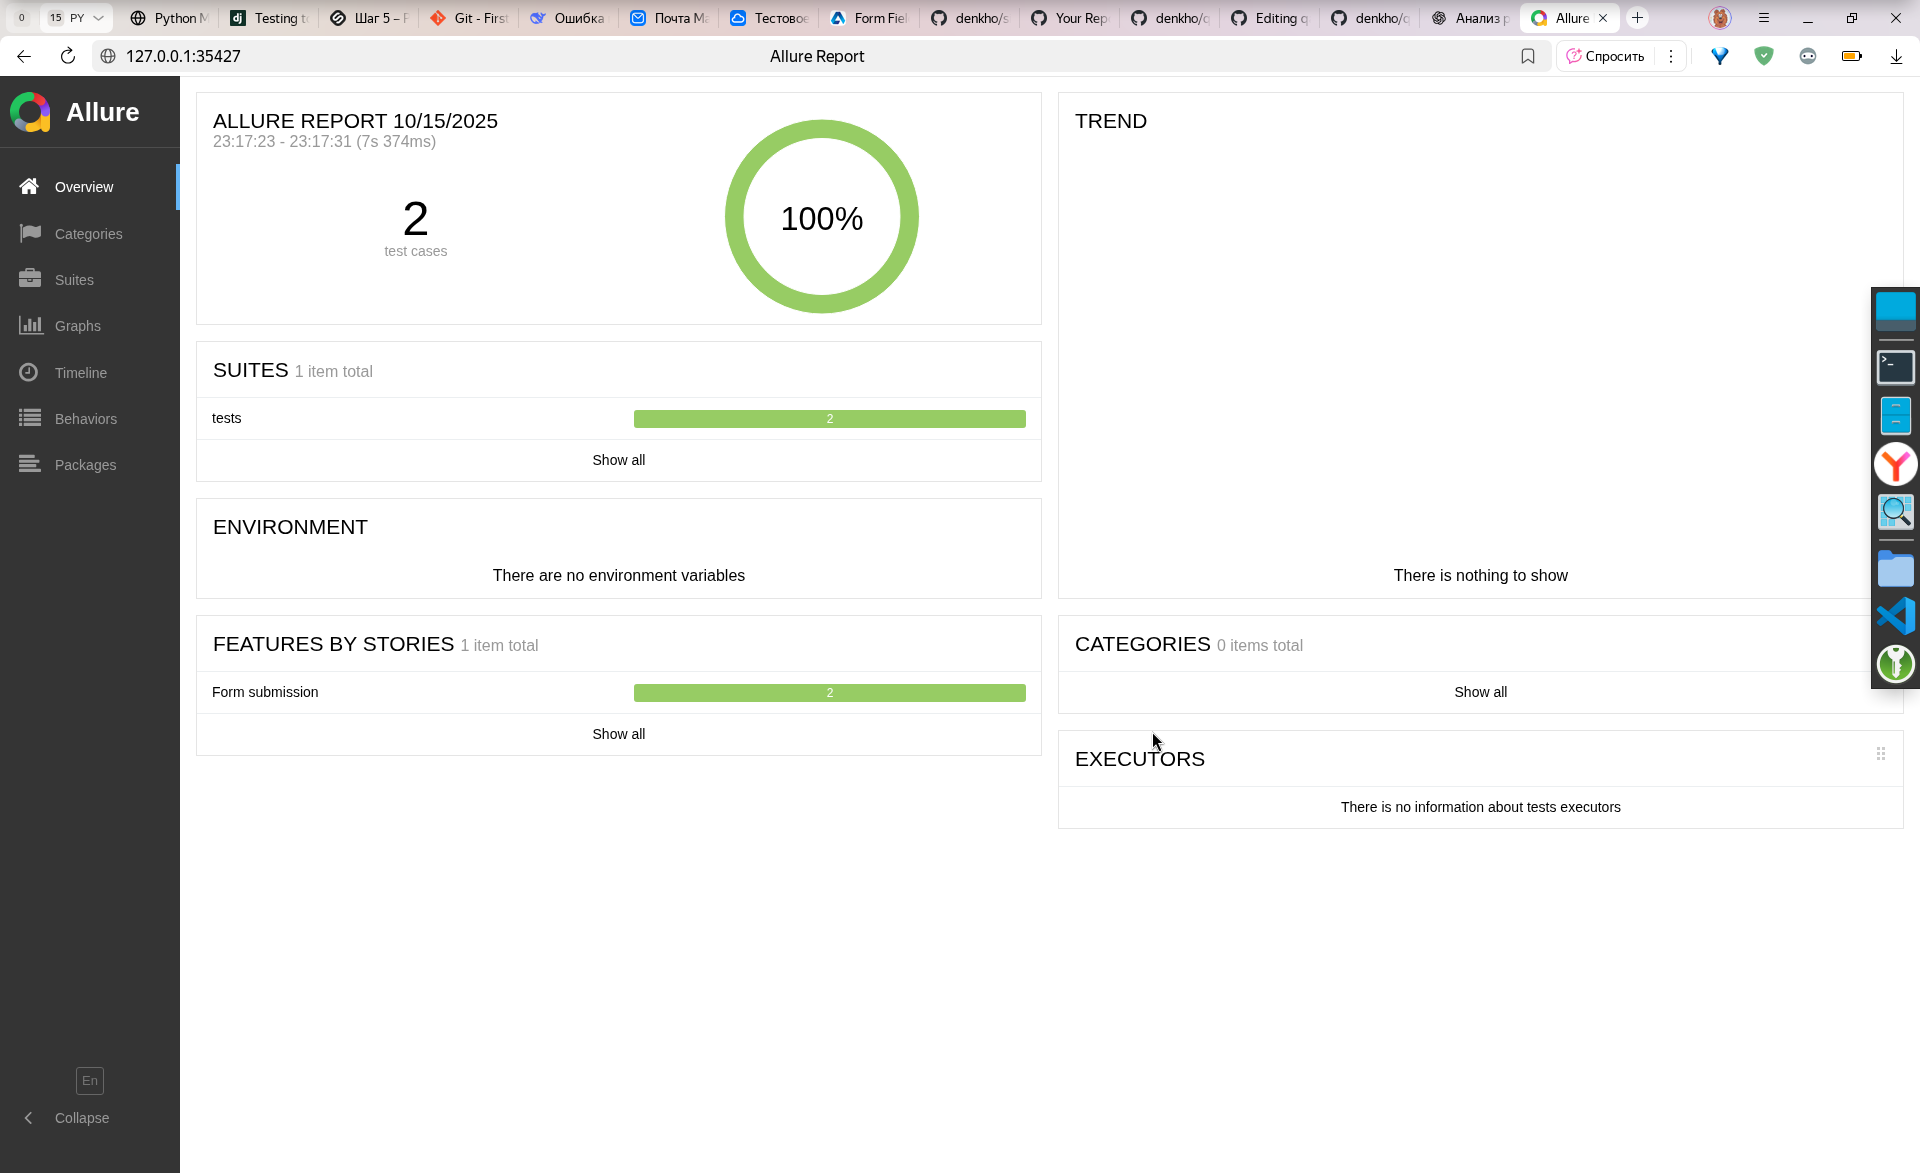 0 15 PY Python M Testing t Шаг 5 – F Git - First Ошибка Почта Ma Тестовое Form Fiel denkho/s Your Rep denkho/q Editing q denkho/q Анализ р Allure
127.0.0.1:35427 Allure Report Спросить
Allure
Overview
Categories
Suites
Graphs
Timeline
Behaviors
Packages
En
Collapse
ALLURE REPORT 10/15/2025
23:17:23 - 23:17:31 (7s 374ms)
2
test cases
100%
SUITES 1 item total
tests 2
Show all
ENVIRONMENT
There are no environment variables
FEATURES BY STORIES 1 item total
Form submission 2
Show all
TREND
There is nothing to show
CATEGORIES 0 items total
Show all
EXECUTORS
There is no information about tests executors